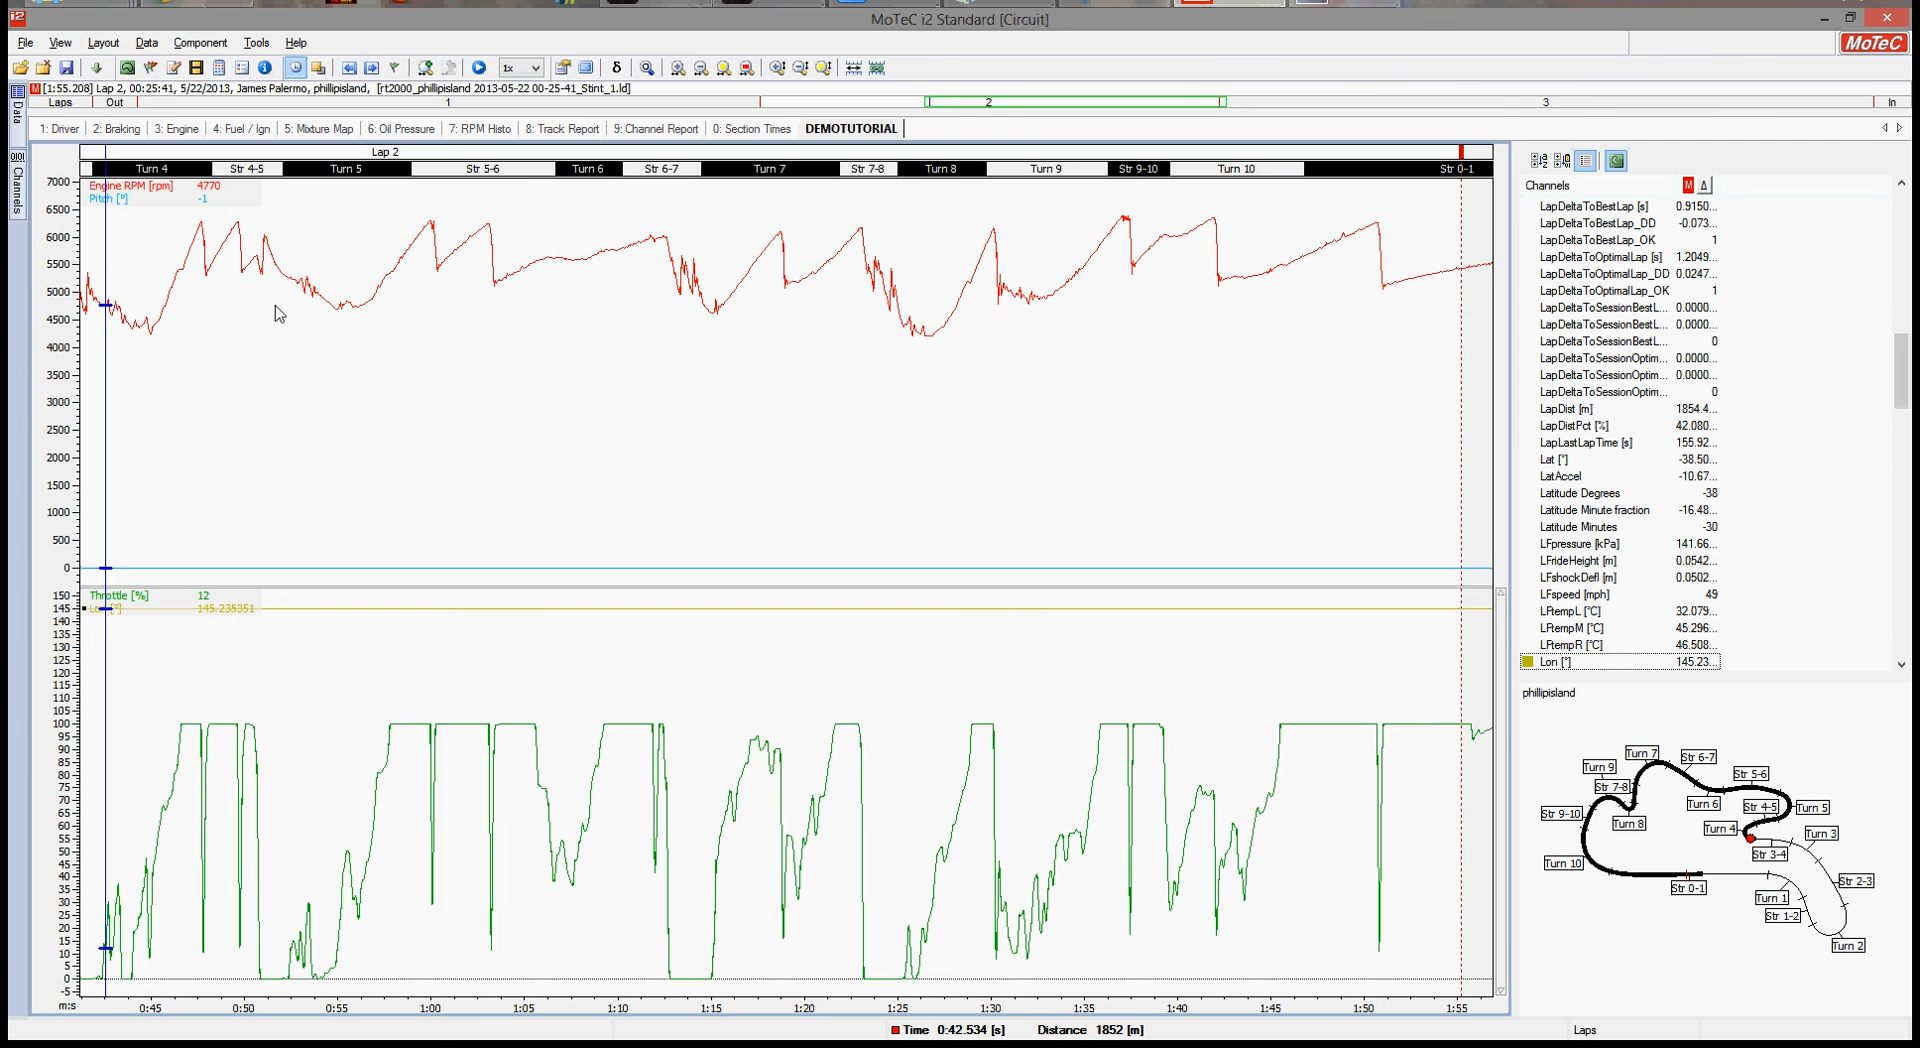 i2 MoTeC i2 Standard [Circuit]
File View Layout Data Component Tools Help MoTeC
1x δ
M [1:55.208] Lap 2, 00:25:41, 5/22/2013, James Palermo, phillipisland, [rt2000_phillipisland 2013-05-22 00-25-41_Stint_1.ld]
Laps Out 1 2 3 In
1: Driver 2: Braking 3: Engine 4: Fuel / Ign 5: Mixture Map 6: Oil Pressure 7: RPM Histo 8: Track Report 9: Channel Report 0: Section Times DEMOTUTORIAL
Data
Channels
Lap 2
Turn 4 Str 4-5 Turn 5 Str 5-6 Turn 6 Str 6-7 Turn 7 Str 7-8 Turn 8 Turn 9 Str 9-10 Turn 10 Str 0-1
Engine RPM [rpm] 4770
Pitch [°] -1
7000
6500
6000
5500
5000
4500
4000
3500
3000
2500
2000
1500
1000
500
0
Throttle [%] 12
145.235351
150
145
140
135
130
125
120
115
110
105
100
95
90
85
80
75
70
65
60
55
50
45
40
35
30
25
20
15
10
5
0
-5
m:s 0:45 0:50 0:55 1:00 1:05 1:10 1:15 1:20 1:25 1:30 1:35 1:40 1:45 1:50 1:55
Channels M Δ
LapDeltaToBestLap [s] 0.9150...
LapDeltaToBestLap_DD -0.073...
LapDeltaToBestLap_OK 1
LapDeltaToOptimalLap [s] 1.2049...
LapDeltaToOptimalLap_DD 0.0247...
LapDeltaToOptimalLap_OK 1
LapDeltaToSessionBestL... 0.0000...
LapDeltaToSessionBestL... 0.0000...
LapDeltaToSessionBestL... 0
LapDeltaToSessionOptim... 0.0000...
LapDeltaToSessionOptim... 0.0000...
LapDeltaToSessionOptim... 0
LapDist [m] 1854.4...
LapDistPct [%] 42.080...
LapLastLapTime [s] 155.92...
Lat [°] -38.50...
LatAccel -10.67...
Latitude Degrees -38
Latitude Minute fraction -16.48...
Latitude Minutes -30
LFpressure [kPa] 141.66...
LFrideHeight [m] 0.0542...
LFshockDefl [m] 0.0502...
LFspeed [mph] 49
LFtempL [°C] 32.079...
LFtempM [°C] 45.296...
LFtempR [°C] 46.508...
Lon [°] 145.23...
phillipisland
Turn 7 Str 6-7
Turn 9 Str 5-6
Str 7-8
Turn 6 Str 4-5 Turn 5
Str 9-10 Turn 8 Turn 4 Turn 3
Str 3-4
Turn 10
Str 0-1 Str 2-3
Turn 1
Str 1-2
Turn 2
Time 0:42.534 [s] Distance 1852 [m] Laps